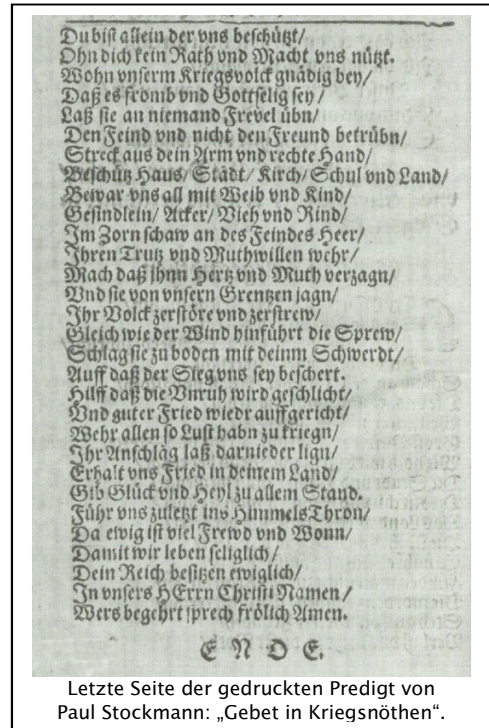 Du bist allein der vns beschützt/
Ohn dich kein Rath vnd Macht vns nützt.
Wohn vnserm Kriegsvolck gnädig bey/
Daß es fromb vnd Gottselig sey/
Laß sie an niemand Frevel übn/
Den Feind vnd nicht den Freund betrübn/
Streck aus dein Arm vnd rechte Hand/
Beschütz Haus/ Städt/ Kirch/ Schul vnd Land/
Bewar vns all mit Weib vnd Kind/
Gesindlein/ Acker/ Vieh vnd Rind/
Im Zorn schaw an des Feindes Heer/
Ihren Trutz vnd Muthwillen wehr/
Mach daß ihnn Hertz vnd Muth verzagn/
Vnd sie von vnsern Grentzen jagn/
Ihr Volck zerstöre vnd zerstrew/
Gleich wie der Wind hinführt die Sprew/
Schlag sie zu boden mit deinm Schwerdt/
Auff daß der Sieg vns sey beschert.
Hilff daß die Vnruh wird geschlicht/
Vnd guter Fried wiedr auffgericht/
Wehr allen so Lust habn zu kriegn/
Ihr Anschläg laß darnieder lign/
Erhalt vns Fried in deinem Land/
Gib Glück vnd Heyl zu allem Stand.
Führ vns zuletzt ins Himmels Thron/
Da ewig ist viel Frewd vnd Wonn/
Damit wir leben seliglich/
Dein Reich besitzen ewiglich/
In vnsers HErrn Christi Namen/
Wers begehrt sprech frölich Amen.
E N D E.
Letzte Seite der gedruckten Predigt von
Paul Stockmann: „Gebet in Kriegsnöthen“.